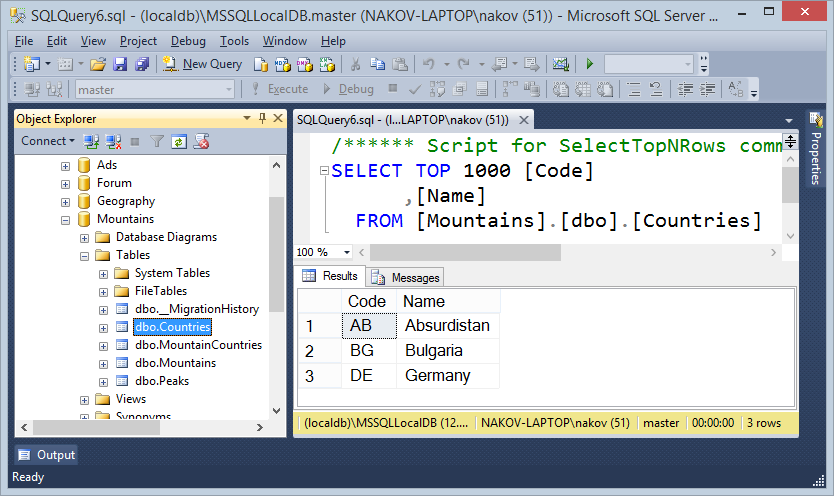 SQLQuery6.sql - (localdb)\MSSQLLocalDB.master (NAKOV-LAPTOP\nakov (51)) - Microsoft SQL Server ...
File Edit View Project Debug Tools Window Help
New Query
master Execute Debug
Object Explorer
Connect
Ads
Forum
Geography
Mountains
Database Diagrams
Tables
System Tables
FileTables
dbo.__MigrationHistory
dbo.Countries
dbo.MountainCountries
dbo.Mountains
dbo.Peaks
Views
Synonyms
SQLQuery6.sql - (l...LAPTOP\nakov (51))
/****** Script for SelectTopNRows comm
SELECT TOP 1000 [Code]
,[Name]
FROM [Mountains].[dbo].[Countries]
100 %
Results Messages
Code Name
1 AB Absurdistan
2 BG Bulgaria
3 DE Germany
(localdb)\MSSQLLocalDB (12.... NAKOV-LAPTOP\nakov (51) master 00:00:00 3 rows
Properties
Output
Ready